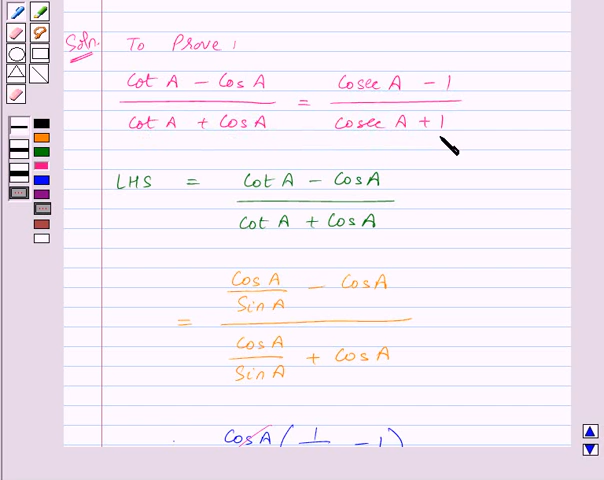 Soln. To Prove :
Cot A - Cos A / Cot A + Cos A = Cosec A - 1 / Cosec A + 1
LHS = Cot A - Cos A / Cot A + Cos A
= Cos A / Sin A - Cos A / Cos A / Sin A + Cos A
Cos A ( 1 - 1 )